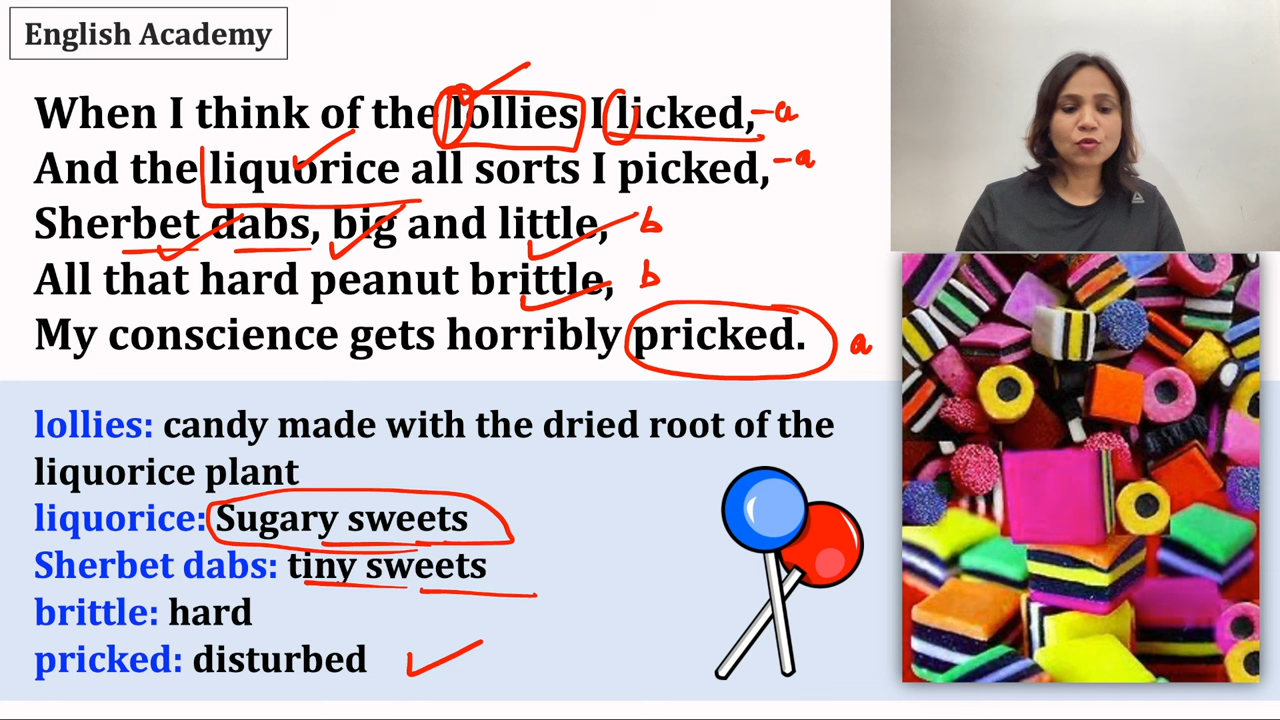 English Academy
When I think of the lollies I licked, -a
And the liquorice all sorts I picked, -a
Sherbet dabs, big and little, b
All that hard peanut brittle, b
My conscience gets horribly pricked. a
lollies: candy made with the dried root of the
liquorice plant
liquorice: Sugary sweets
Sherbet dabs: tiny sweets
brittle: hard
pricked: disturbed